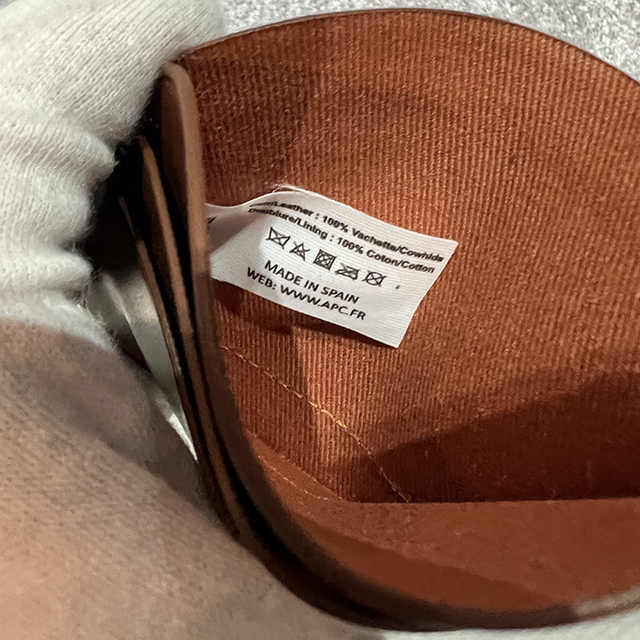 Leather : 100% Vachette/Cowhide
Doublure/Lining : 100% Coton/Cotton
MADE IN SPAIN
WEB: WWW.APC.FR